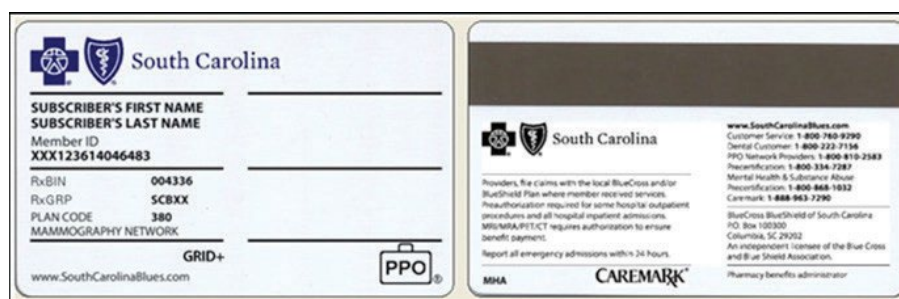 South Carolina
SUBSCRIBER'S FIRST NAME
SUBSCRIBER'S LAST NAME
Member ID
XXX123614046483
RxBIN 004336
RxGRP SCBXX
PLAN CODE 380
MAMMOGRAPHY NETWORK
GRID+
www.SouthCarolinaBlues.com
PPO®
South Carolina
Providers, file claims with the local BlueCross and/or
BlueShield Plan where member received services.
Preauthorization required for some hospital outpatient
procedures and all hospital inpatient admissions.
MRI/MRA/PET/CT requires authorization to ensure
benefit payment.
Report all emergency admissions within 24 hours.
MHA
CAREMARK
www.SouthCarolinaBlues.com
Customer Service: 1-800-760-9290
Dental Customer: 1-800-222-7156
PPO Network Providers: 1-800-810-2583
Precertification: 1-800-334-7287
Mental Health & Substance Abuse
Precertification: 1-800-868-1032
Caremark: 1-888-963-7290
BlueCross BlueShield of South Carolina
P.O. Box 100300
Columbia, SC 29202
An independent licensee of the Blue Cross
and Blue Shield Association.
Pharmacy benefits administrator